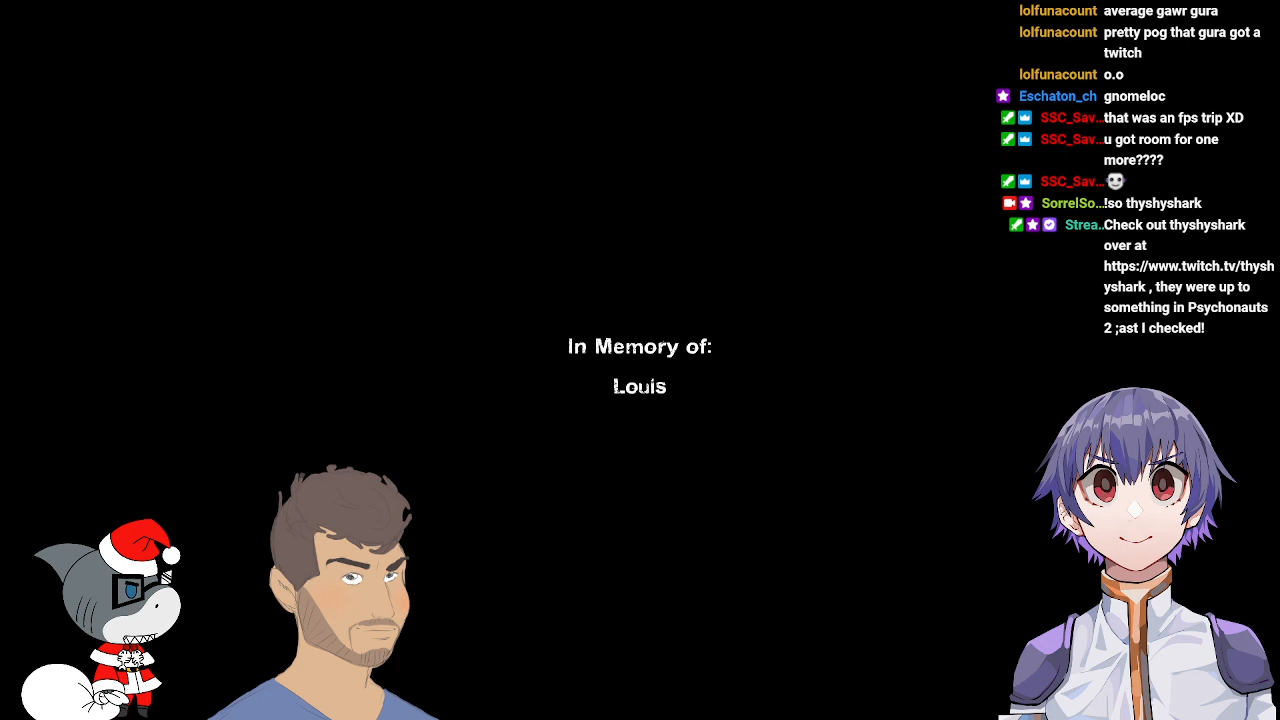 lolfunacount average gawr gura
lolfunacount pretty pog that gura got a
twitch
lolfunacount o.o
Eschaton_ch gnomeloc
SSC_Sav... that was an fps trip XD
SSC_Sav... u got room for one
more????
SSC_Sav...
SorrelSo... !so thyshyshark
Strea... Check out thyshyshark
over at
https://www.twitch.tv/thysh
yshark , they were up to
something in Psychonauts
2 ;ast I checked!
In Memory of:
Louis